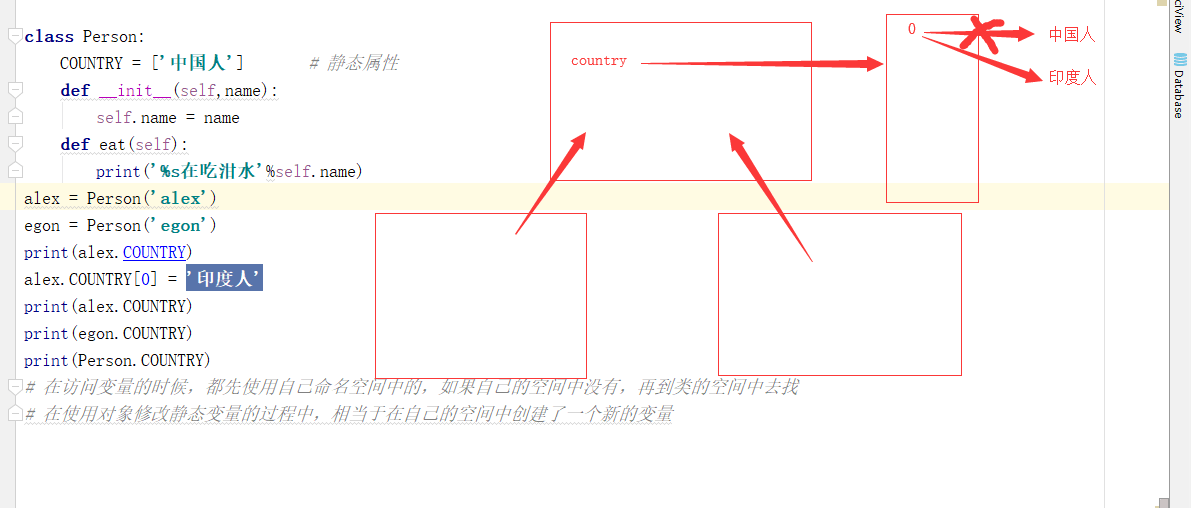 class Person:
COUNTRY = ['中国人'] # 静态属性
def __init__(self,name):
self.name = name
def eat(self):
print('%s在吃泔水'%self.name)
alex = Person('alex')
egon = Person('egon')
print(alex.COUNTRY)
alex.COUNTRY[0] = '印度人'
print(alex.COUNTRY)
print(egon.COUNTRY)
print(Person.COUNTRY)
# 在访问变量的时候，都先使用自己命名空间中的，如果自己的空间中没有，再到类的空间中去找
# 在使用对象修改静态变量的过程中，相当于在自己的空间中创建了一个新的变量
country
0
中国人
印度人
ciView
Database